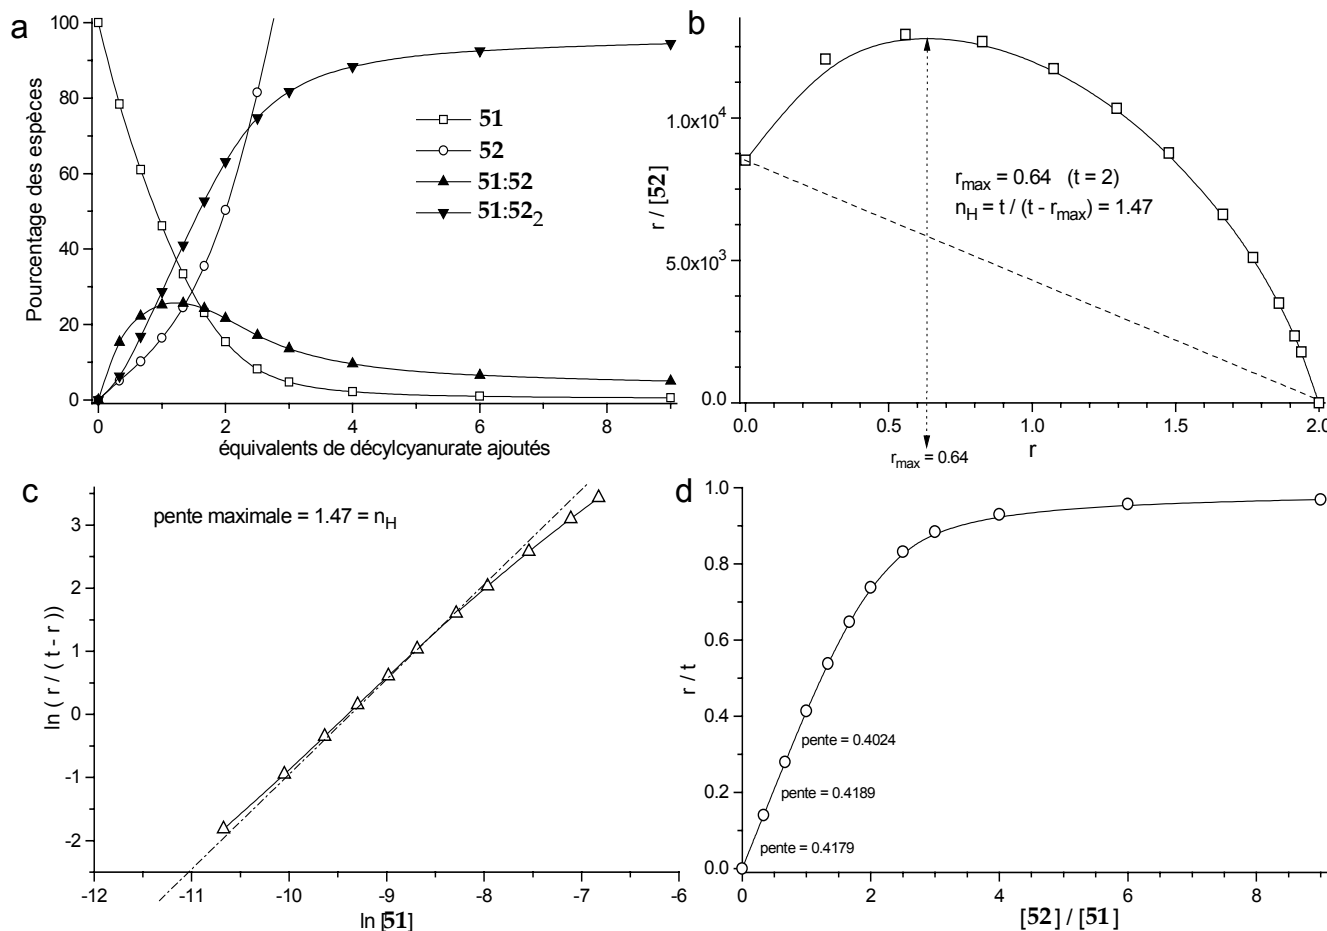 a
100
80
60
40
20
0
Pourcentage des espèces
51
52
51:52
51:52₂
0 2 4 6 8
équivalents de décylcyanurate ajoutés
b
1.0x10⁴
5.0x10³
0.0
r / [52]
r_max = 0.64 (t = 2)
n_H = t / (t - r_max) = 1.47
0.0 0.5 1.0 1.5 2.0
r
r_max = 0.64
c
pente maximale = 1.47 = n_H
3
2
1
0
-1
-2
ln ( r / ( t - r ))
-12 -11 -10 -9 -8 -7 -6
ln [51]
d
1.0
0.8
0.6
0.4
0.2
0.0
r / t
pente = 0.4024
pente = 0.4189
pente = 0.4179
0 2 4 6 8
[52] / [51]